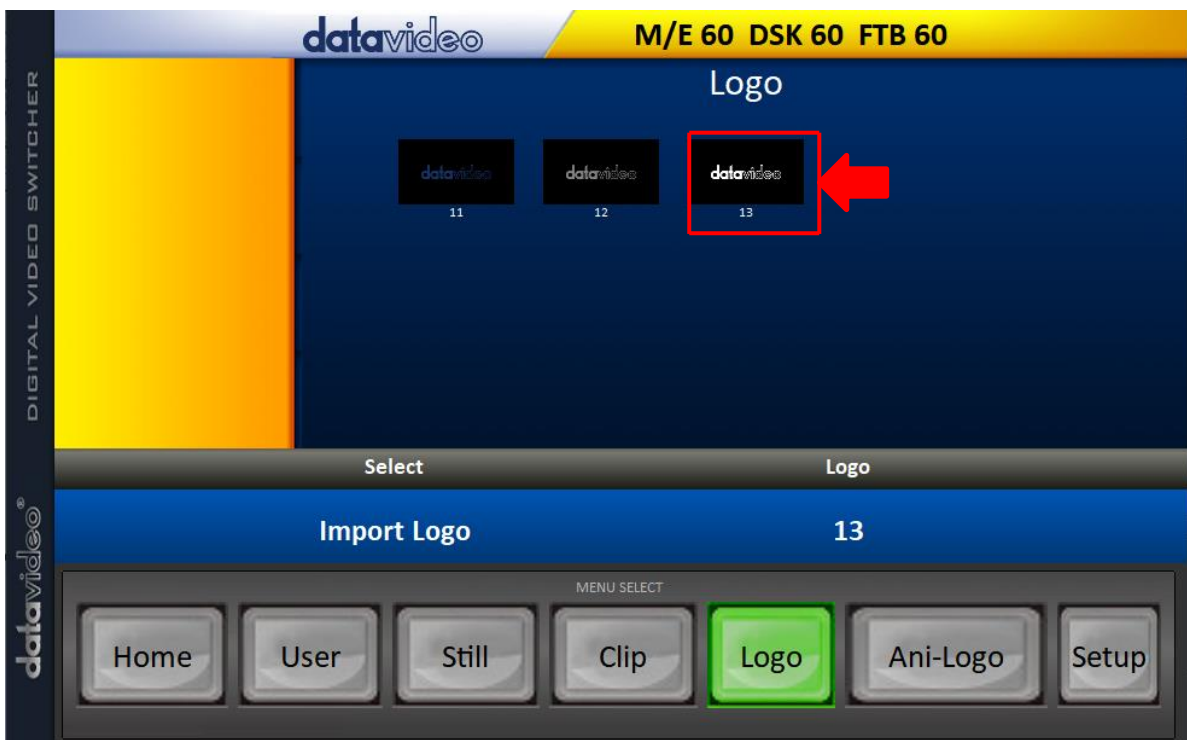 datavideo
M/E 60 DSK 60 FTB 60
Logo
datavideo
datavideo
datavideo
11
12
13
Select
Logo
Import Logo
13
MENU SELECT
Home
User
Still
Clip
Logo
Ani-Logo
Setup
DIGITAL VIDEO SWITCHER
datavideo®